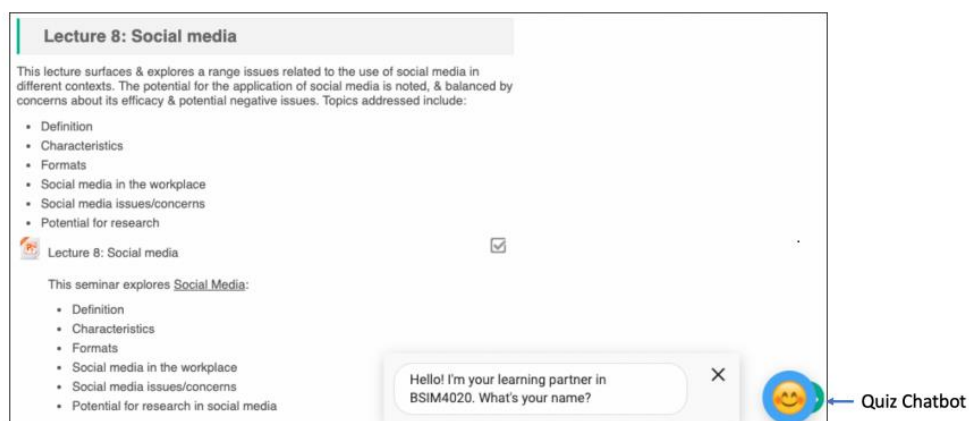 Lecture 8: Social media
This lecture surfaces & explores a range issues related to the use of social media in
different contexts. The potential for the application of social media is noted, & balanced by
concerns about its efficacy & potential negative issues. Topics addressed include:
• Definition
• Characteristics
• Formats
• Social media in the workplace
• Social media issues/concerns
• Potential for research
Lecture 8: Social media
This seminar explores Social Media:
• Definition
• Characteristics
• Formats
• Social media in the workplace
• Social media issues/concerns
• Potential for research in social media
Hello! I'm your learning partner in
BSIM4020. What's your name?
Quiz Chatbot